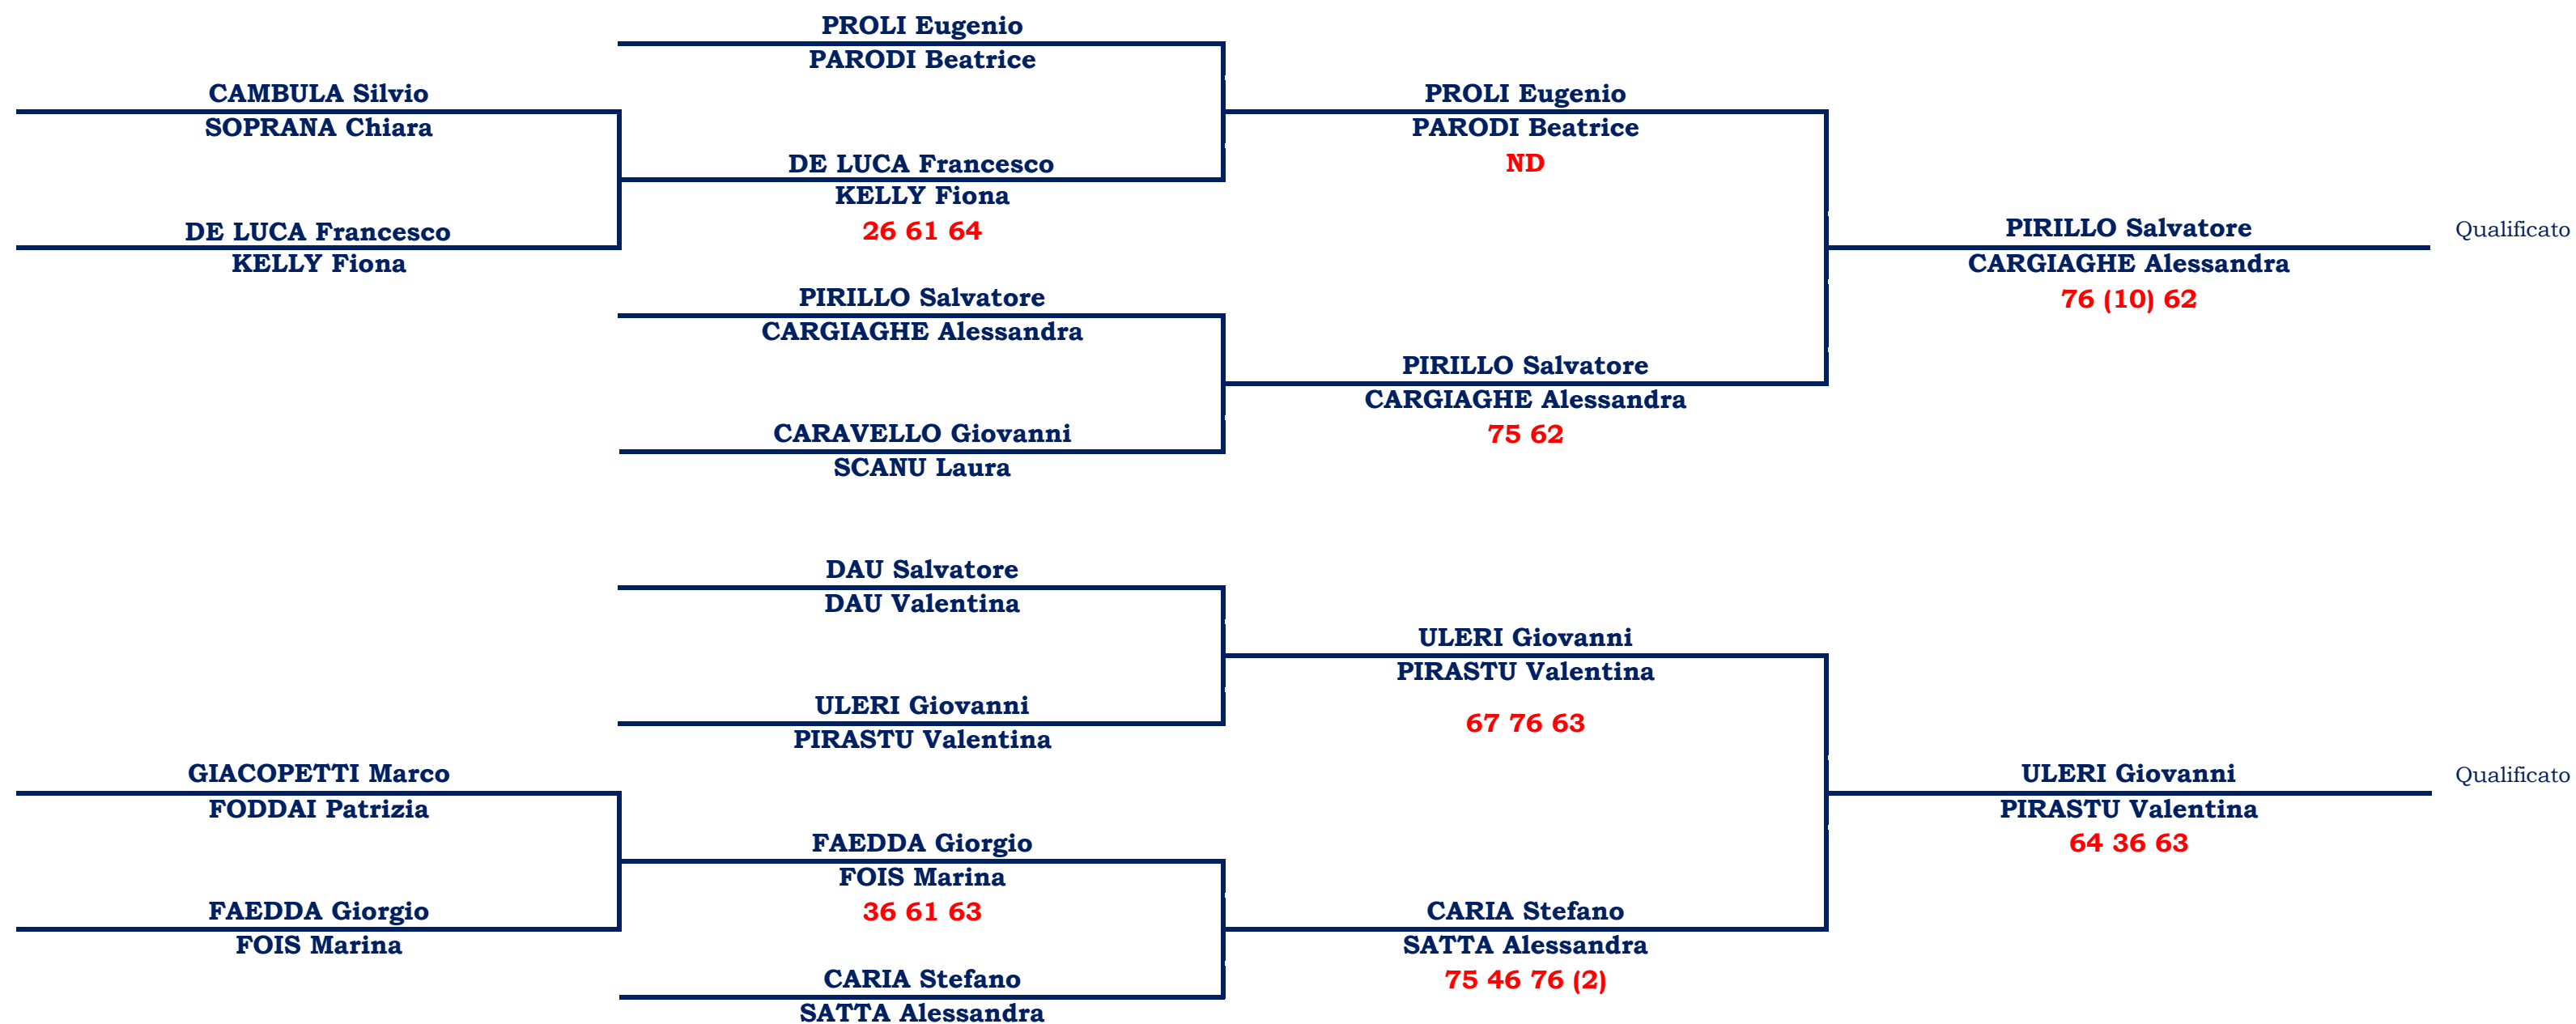 PROLI Eugenio
PARODI Beatrice
CAMBULA Silvio
SOPRANA Chiara
PROLI Eugenio
PARODI Beatrice
ND
DE LUCA Francesco
KELLY Fiona
26 61 64
DE LUCA Francesco
KELLY Fiona
PIRILLO Salvatore
CARGIAGHE Alessandra
76 (10) 62
Qualificato
PIRILLO Salvatore
CARGIAGHE Alessandra
PIRILLO Salvatore
CARGIAGHE Alessandra
75 62
CARAVELLO Giovanni
SCANU Laura
DAU Salvatore
DAU Valentina
ULERI Giovanni
PIRASTU Valentina
67 76 63
ULERI Giovanni
PIRASTU Valentina
GIACOPETTI Marco
FODDAI Patrizia
ULERI Giovanni
PIRASTU Valentina
64 36 63
Qualificato
FAEDDA Giorgio
FOIS Marina
36 61 63
FAEDDA Giorgio
FOIS Marina
CARIA Stefano
SATTA Alessandra
75 46 76 (2)
CARIA Stefano
SATTA Alessandra